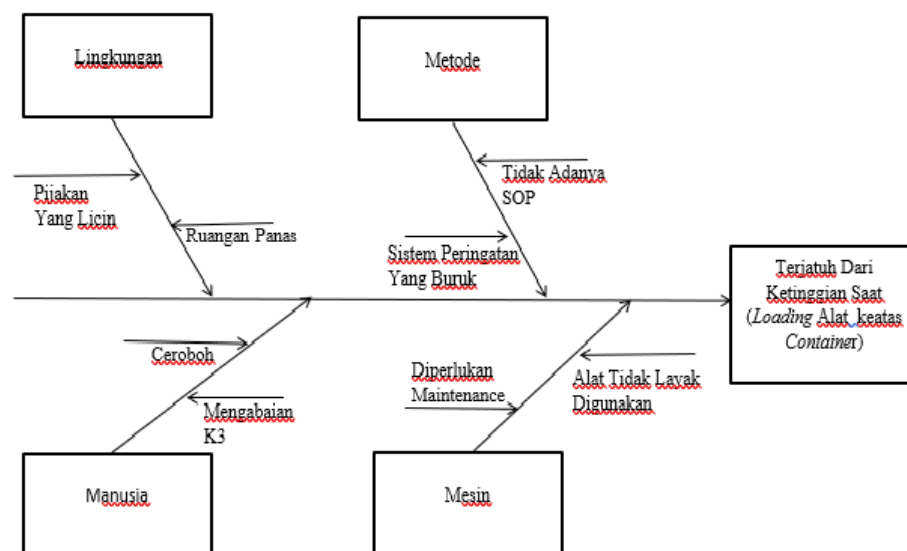 Lingkungan
Metode
Pijakan
Yang Licin
Ruangan Panas
Tidak Adanya
SOP
Sistem Peringatan
Yang Buruk
Terjatuh Dari
Ketinggian Saat
(Loading Alat keatas
Container)
Ceroboh
Mengabaian
K3
Diperlukan
Maintenance
Alat Tidak Layak
Digunakan
Manusia
Mesin